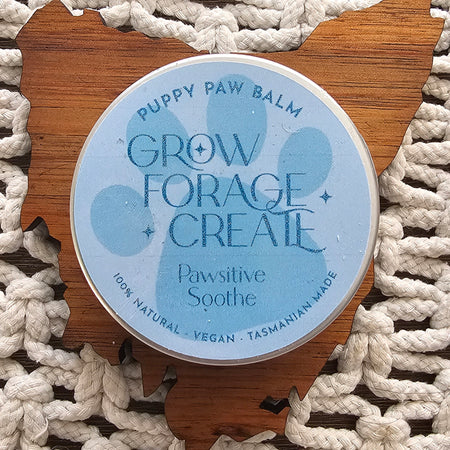 PUPPY PAW BALM
GROW
FORAGE
CREATE
Pawsitive
Soothe
100% NATURAL - VEGAN - TASMANIAN MADE